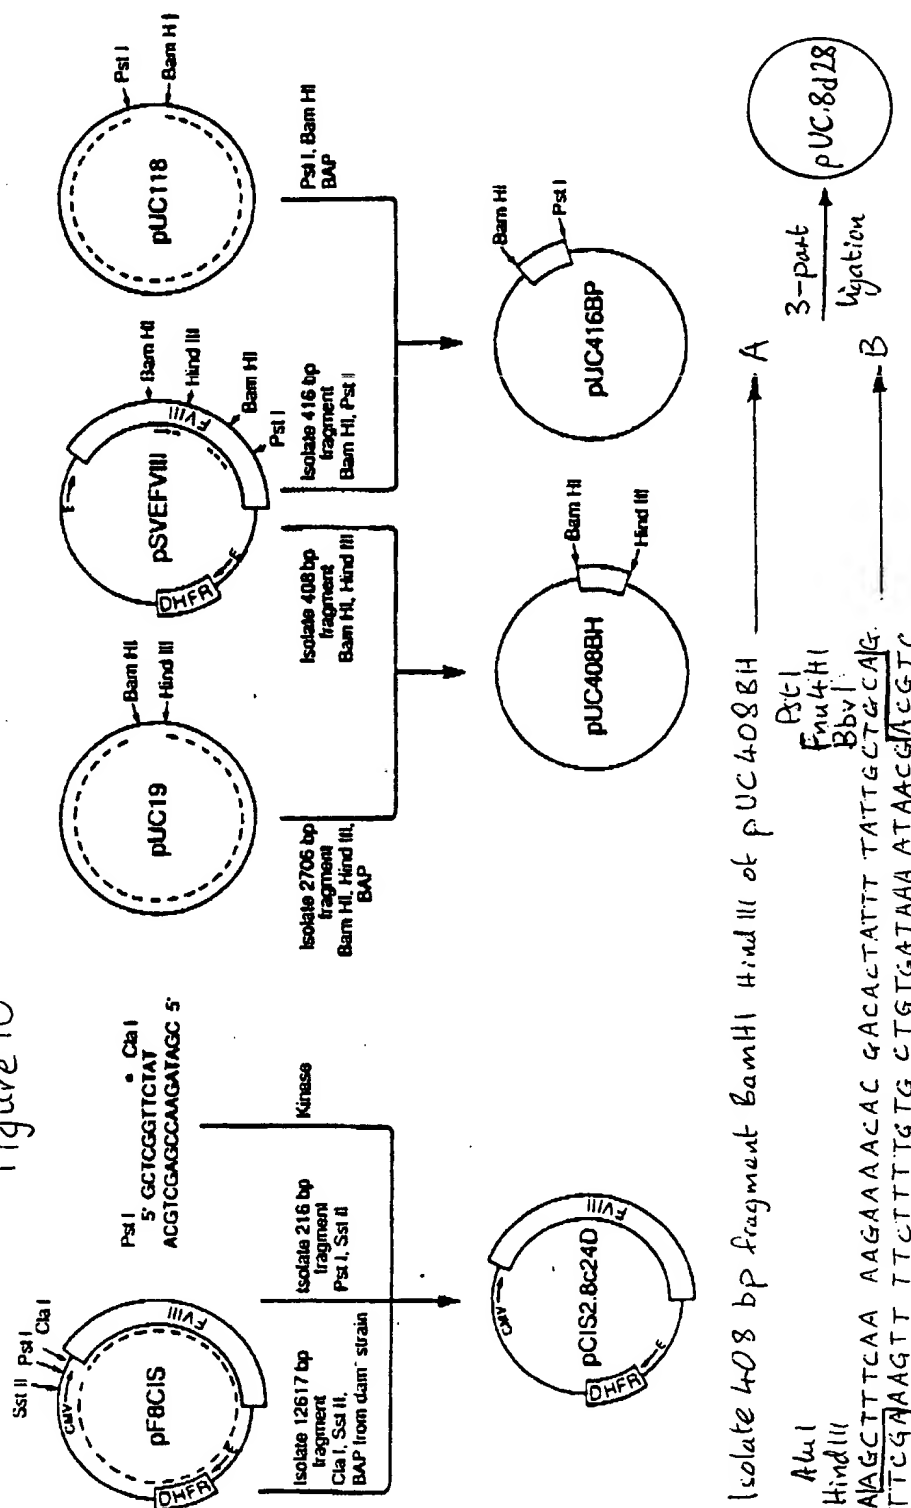 Figure 10
Sst II
Pst I
Cla I
CMV
FVIII
pF8CIS
DHFR
E
Pst I • Cla I
5' GCTCGGTTCTAT
ACGTCGAGCCAAGATAGC 5'
Isolate 12617 bp
fragment
Cla I, Sst II,
BAP from dam⁻ strain
Isolate 216 bp
fragment
Pst I, Sst II
Kinase
CMV
FVIII
pCIS2.8c24D
DHFR
E
pUC19
Bam HI
Hind III
Isolate 2706 bp
fragment
Bam HI, Hind III,
BAP
pSVEFVIII
E
FVIII
DHFR
E
Bam HI
Hind III
Bam HI
Pst I
Isolate 408 bp
fragment
Bam HI, Hind III
Isolate 416 bp
fragment
Bam HI, Pst I
pUC118
Pst I
Bam HI
Pst I, Bam HI
BAP
pUC408BH
Bam HI
Hind III
pUC416BP
Bam HI
Pst I
Isolate 408 bp fragment BamHI Hind III of pUC408BH
A
Alu I
Hind III
Pst I
Fnu4HI
Bbv I
AAGCTTTCAA AAGAAAACAC GACACTATTT TATTGCTGCAG.
TTCGAAAGTT TTCTTTTGTG CTGTGATAAA ATAACGACGTC
B
3-part
ligation
pUC.8d28